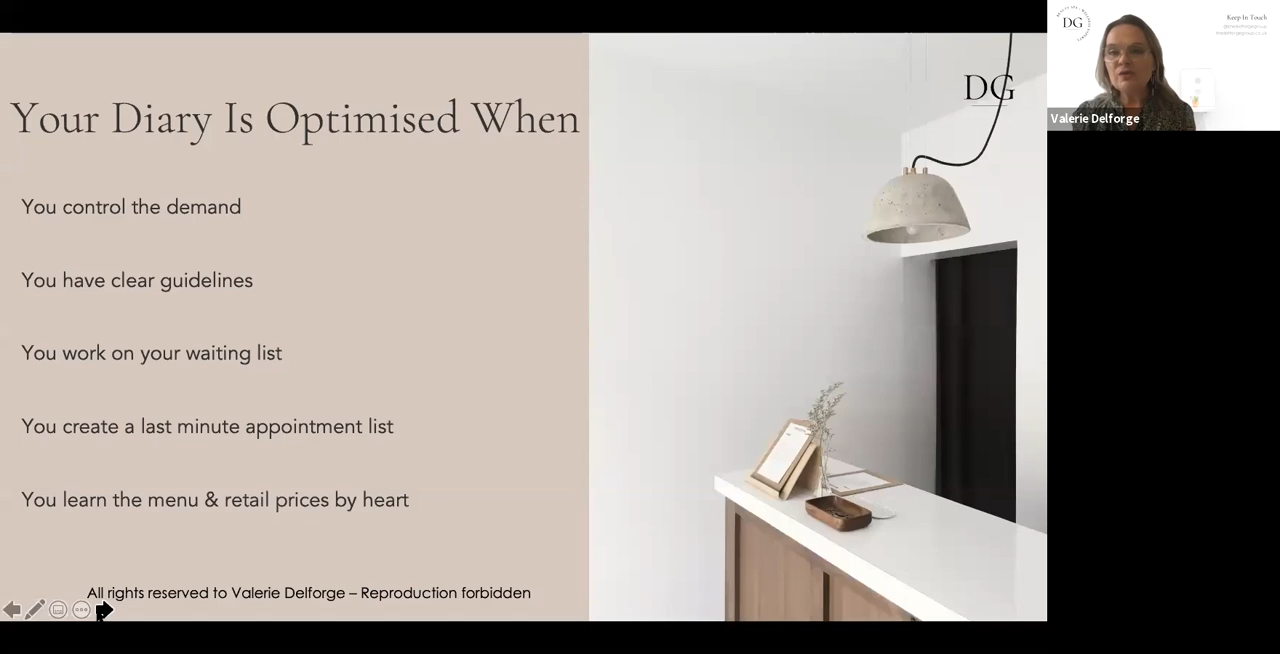 Your Diary Is Optimised When
You control the demand
You have clear guidelines
You work on your waiting list
You create a last minute appointment list
You learn the menu & retail prices by heart
All rights reserved to Valerie Delforge – Reproduction forbidden
DG
DG
Keep In Touch
Valerie Delforge